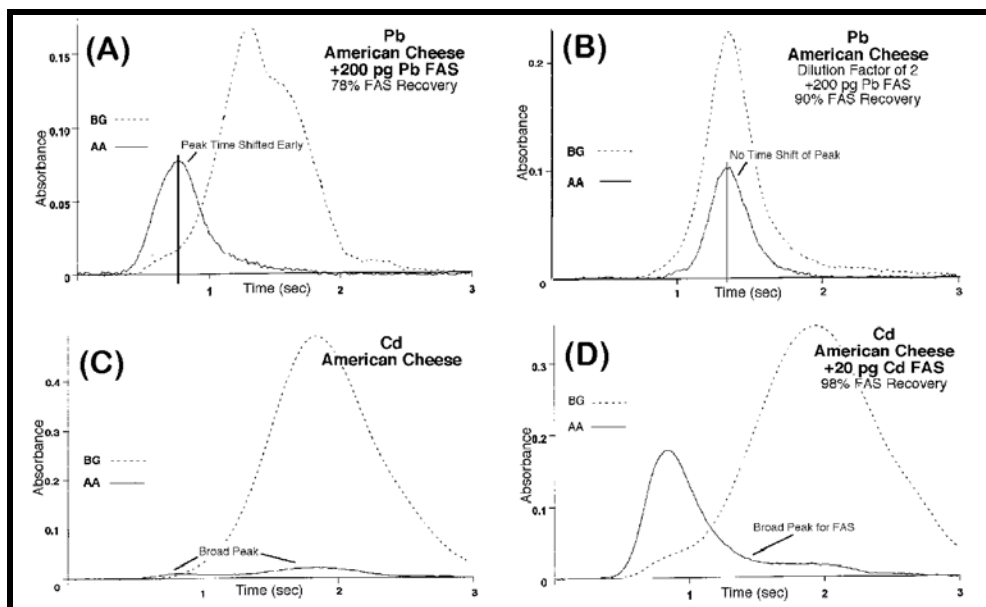 (A)
Pb
American Cheese
+200 pg Pb FAS
78% FAS Recovery
0.15
0.10
0.05
0
BG
AA
Absorbance
Peak Time Shifted Early
1
2
3
Time (sec)
(B)
Pb
American Cheese
Dilution Factor of 2
+200 pg Pb FAS
90% FAS Recovery
0.2
0.1
0
BG
AA
Absorbance
No Time Shift of Peak
1
2
3
Time (sec)
(C)
Cd
American Cheese
0.4
0.3
0.2
0.1
0
BG
AA
Absorbance
Broad Peak
1
2
3
Time (sec)
(D)
Cd
American Cheese
+20 pg Cd FAS
98% FAS Recovery
0.3
0.2
0.1
0
BG
AA
Absorbance
Broad Peak for FAS
1
2
3
Time (sec)